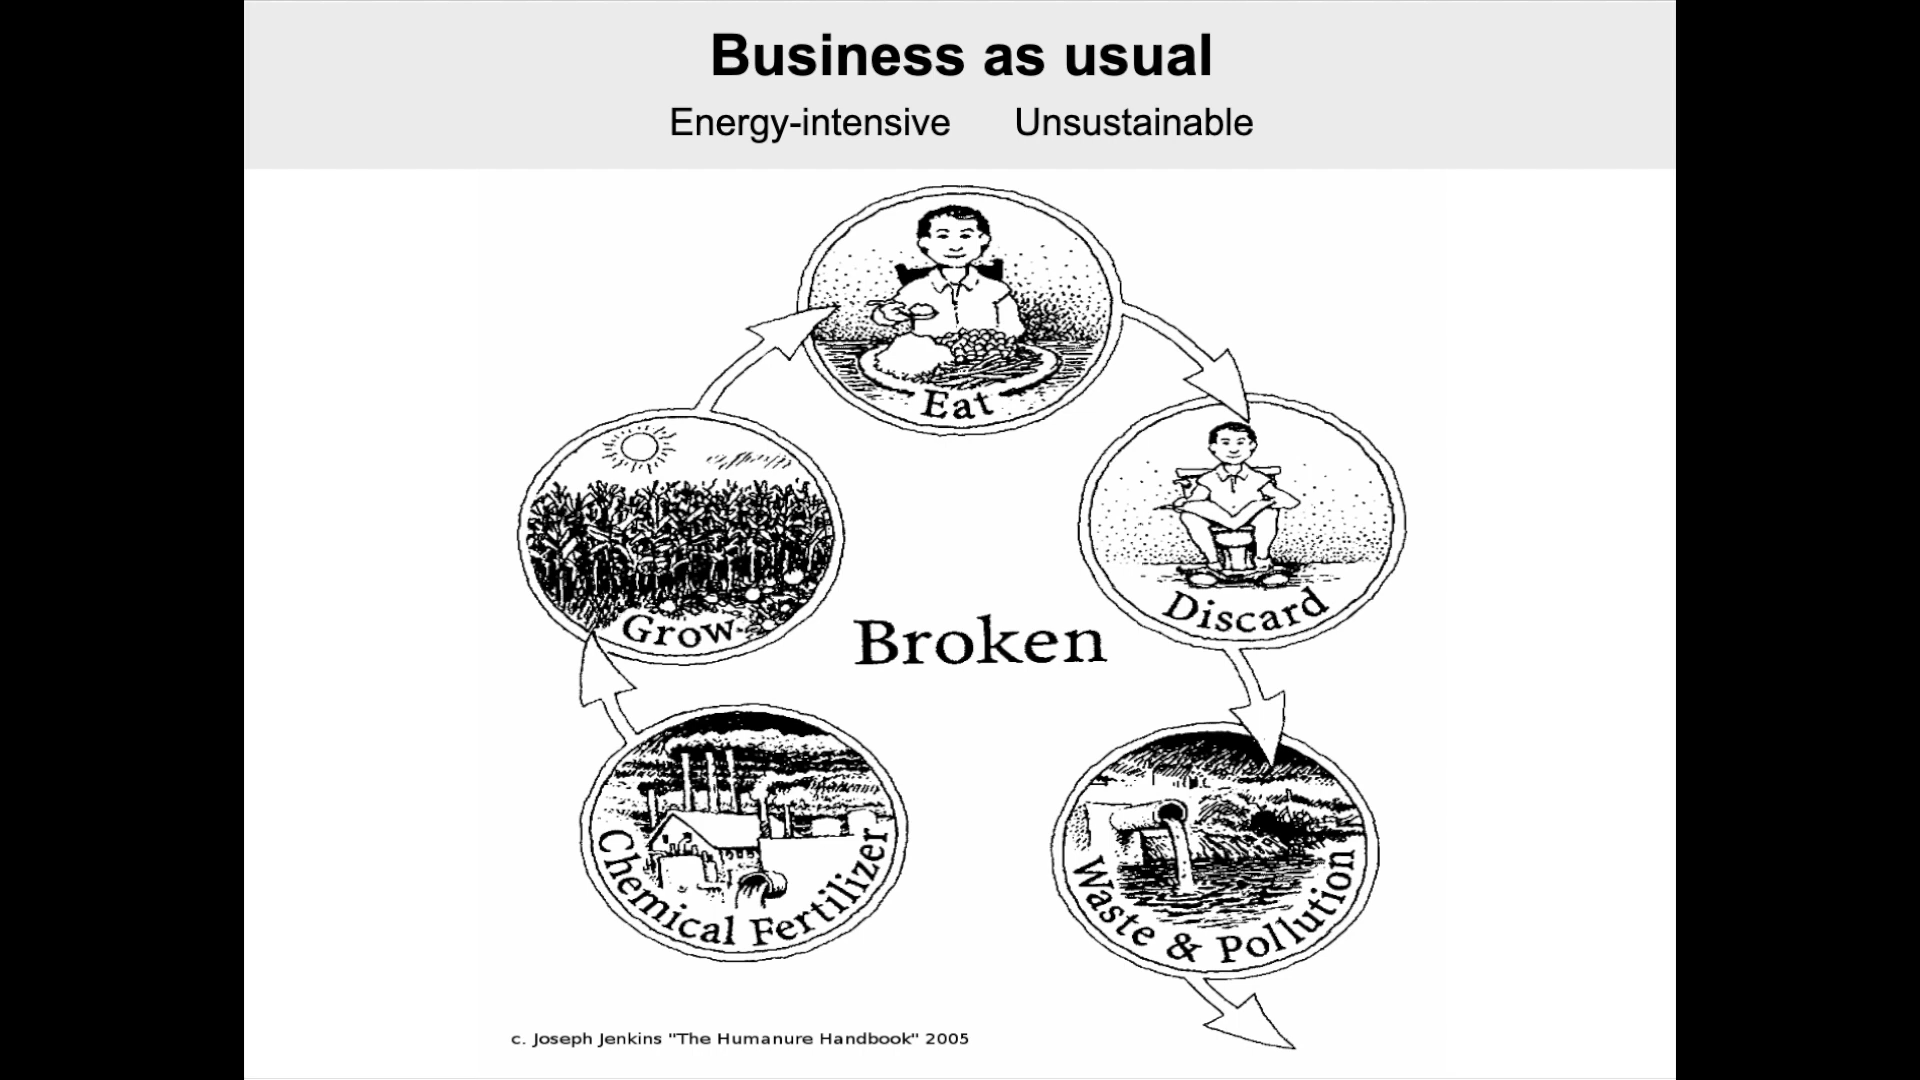 Business as usual
Energy-intensive Unsustainable
Eat
Discard
Grow
Broken
Chemical Fertilizer
Waste & Pollution
c. Joseph Jenkins "The Humanure Handbook" 2005